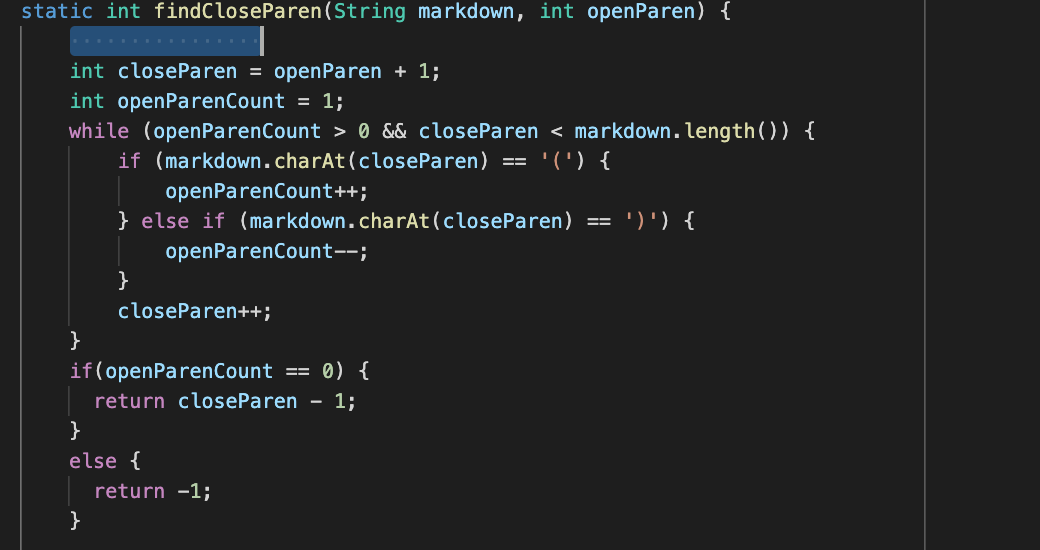 static int findCloseParen(String markdown, int openParen) {
int closeParen = openParen + 1;
int openParenCount = 1;
while (openParenCount > 0 && closeParen < markdown.length()) {
if (markdown.charAt(closeParen) == '(') {
openParenCount++;
} else if (markdown.charAt(closeParen) == ')') {
openParenCount--;
}
closeParen++;
}
if(openParenCount == 0) {
return closeParen - 1;
}
else {
return -1;
}